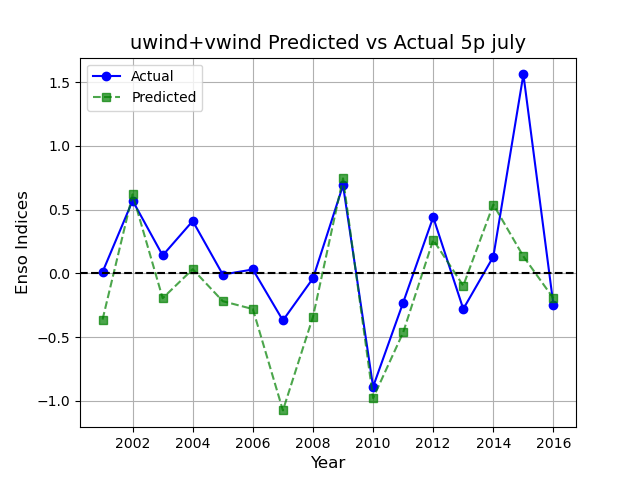 uwind+vwind Predicted vs Actual 5p july
Actual
Predicted
1.5
1.0
0.5
0.0
−0.5
−1.0
Enso Indices
2002 2004 2006 2008 2010 2012 2014 2016
Year